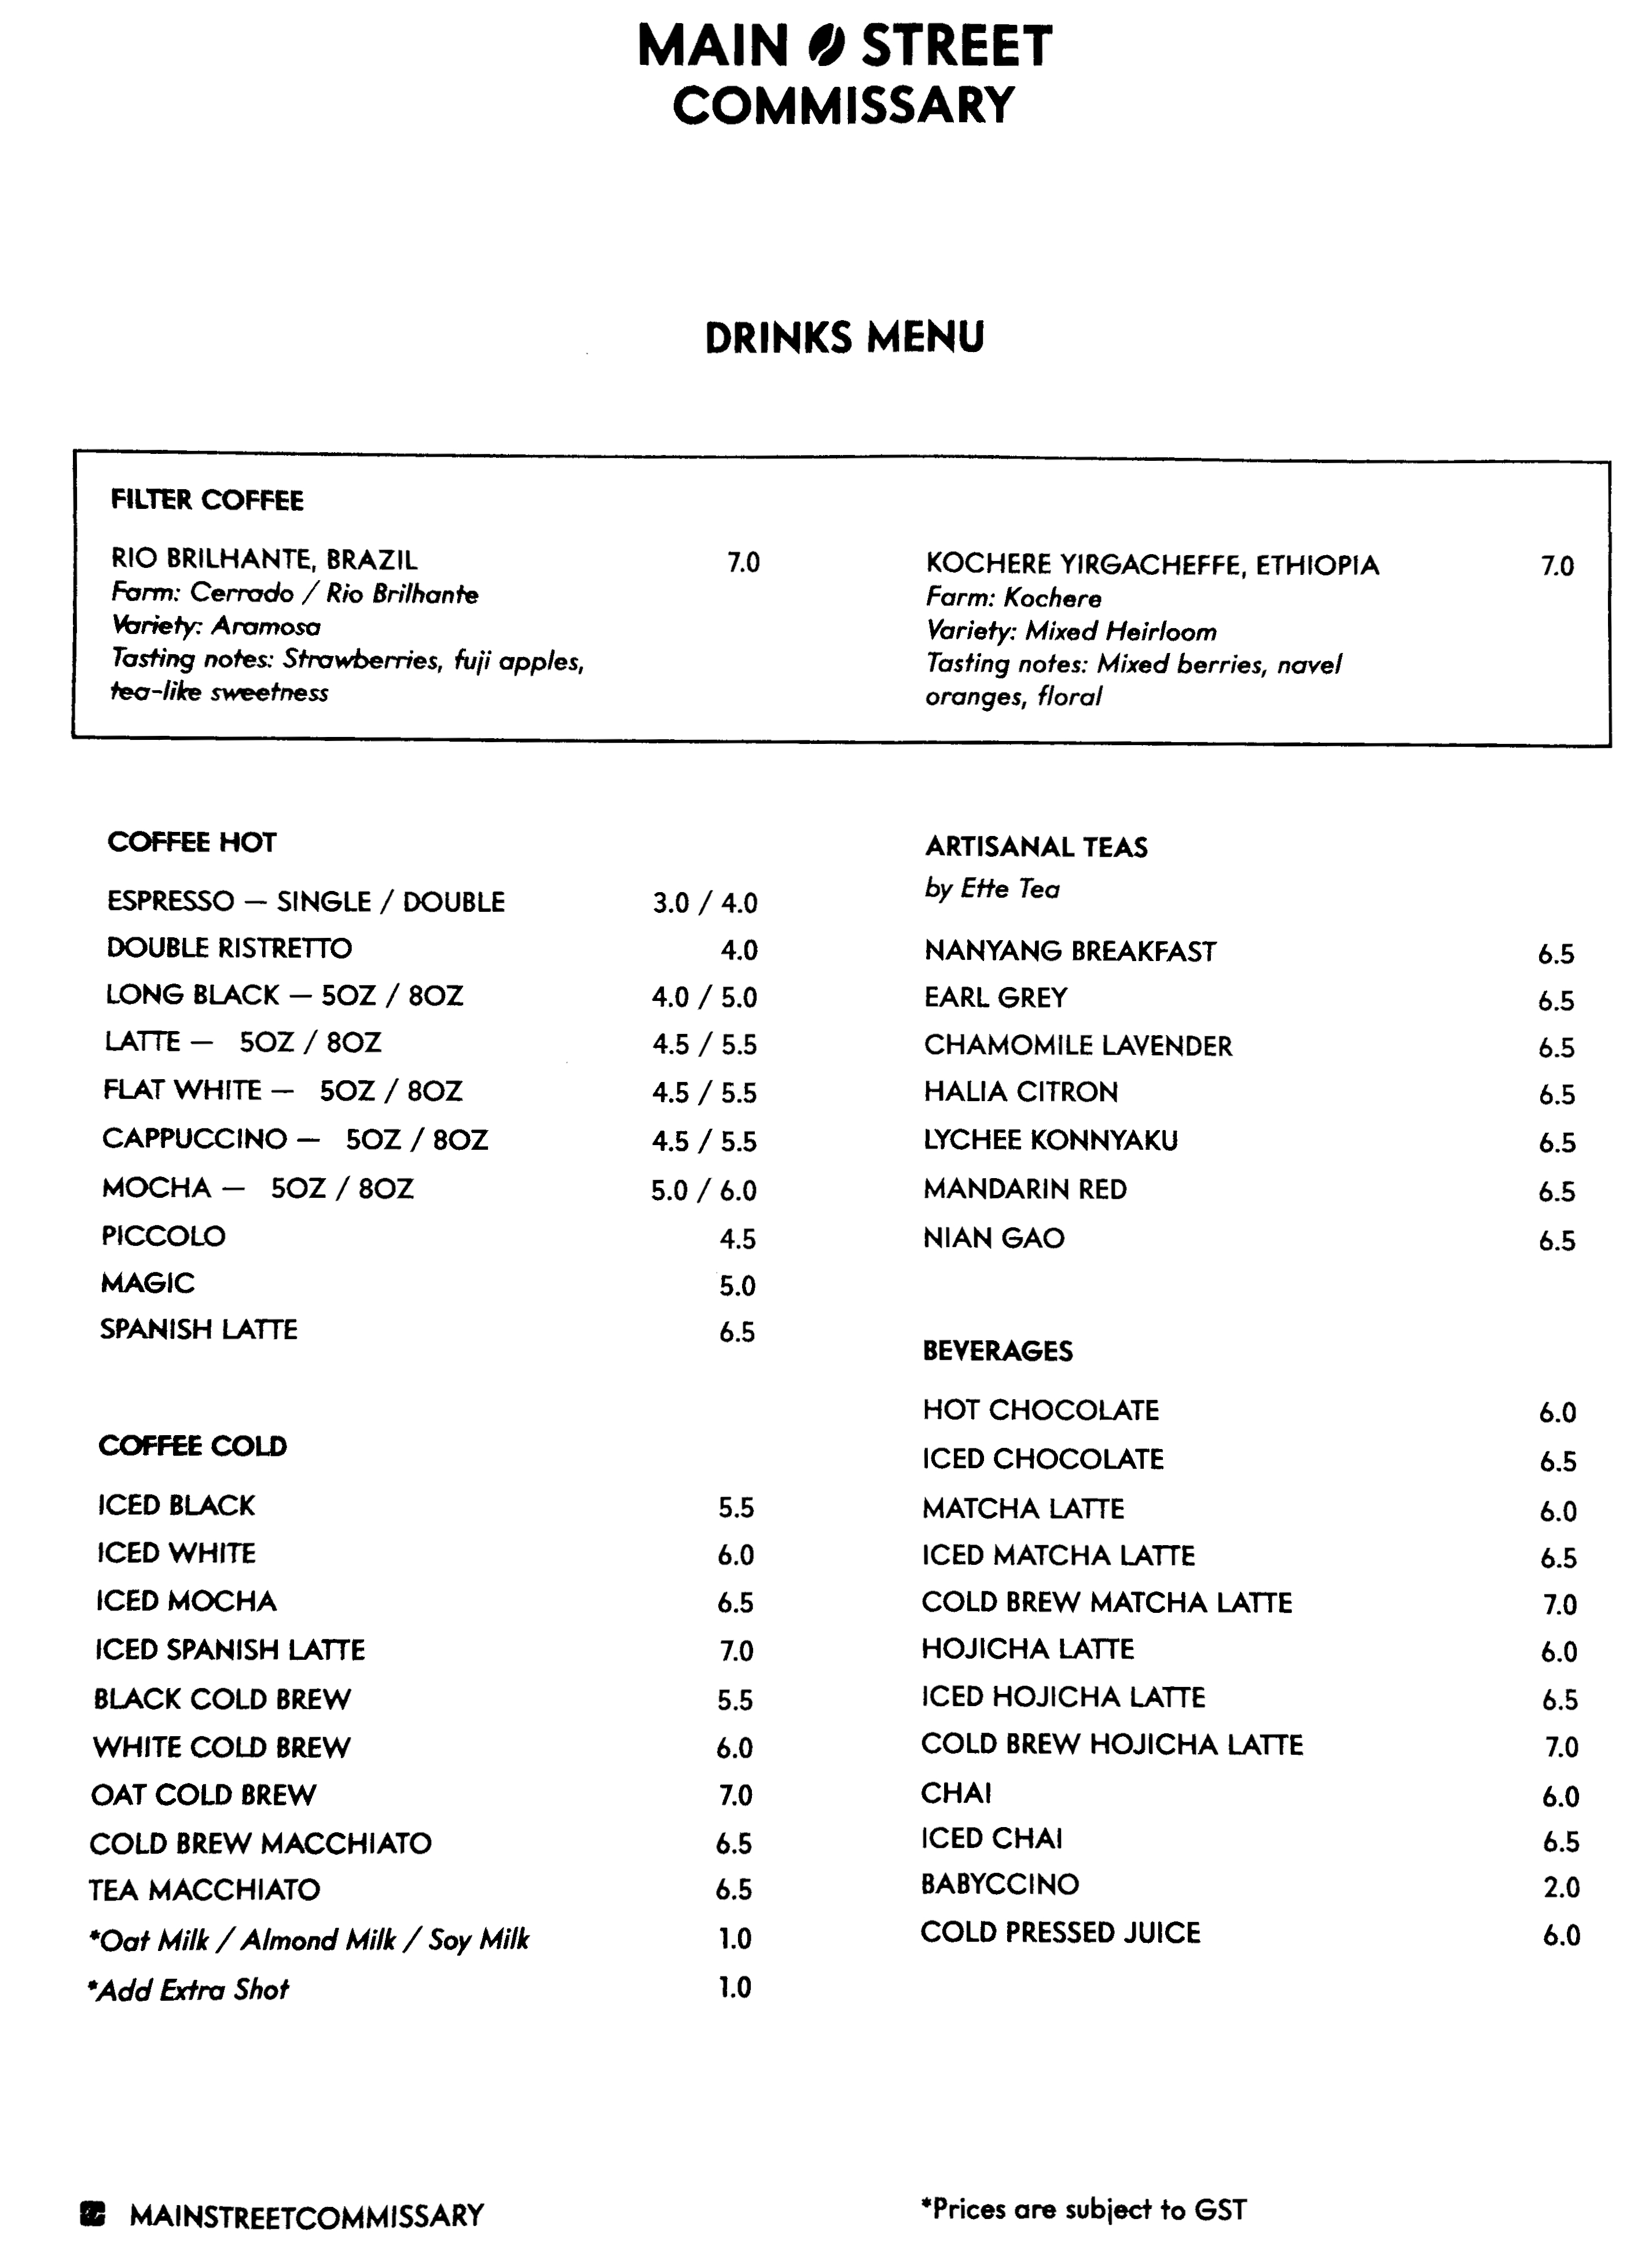 MAIN STREET
COMMISSARY
DRINKS MENU
FILTER COFFEE
RIO BRILHANTE, BRAZIL 7.0
Farm: Cerrado / Rio Brilhante
Variety: Aramosa
Tasting notes: Strawberries, fuji apples,
tea-like sweetness
KOCHERE YIRGACHEFFE, ETHIOPIA 7.0
Farm: Kochere
Variety: Mixed Heirloom
Tasting notes: Mixed berries, navel
oranges, floral
COFFEE HOT
ESPRESSO — SINGLE / DOUBLE 3.0 / 4.0
DOUBLE RISTRETTO 4.0
LONG BLACK — 5OZ / 8OZ 4.0 / 5.0
LATTE — 5OZ / 8OZ 4.5 / 5.5
FLAT WHITE — 5OZ / 8OZ 4.5 / 5.5
CAPPUCCINO — 5OZ / 8OZ 4.5 / 5.5
MOCHA — 5OZ / 8OZ 5.0 / 6.0
PICCOLO 4.5
MAGIC 5.0
SPANISH LATTE 6.5
COFFEE COLD
ICED BLACK 5.5
ICED WHITE 6.0
ICED MOCHA 6.5
ICED SPANISH LATTE 7.0
BLACK COLD BREW 5.5
WHITE COLD BREW 6.0
OAT COLD BREW 7.0
COLD BREW MACCHIATO 6.5
TEA MACCHIATO 6.5
*Oat Milk / Almond Milk / Soy Milk 1.0
*Add Extra Shot 1.0
ARTISANAL TEAS
by Ette Tea
NANYANG BREAKFAST 6.5
EARL GREY 6.5
CHAMOMILE LAVENDER 6.5
HALIA CITRON 6.5
LYCHEE KONNYAKU 6.5
MANDARIN RED 6.5
NIAN GAO 6.5
BEVERAGES
HOT CHOCOLATE 6.0
ICED CHOCOLATE 6.5
MATCHA LATTE 6.0
ICED MATCHA LATTE 6.5
COLD BREW MATCHA LATTE 7.0
HOJICHA LATTE 6.0
ICED HOJICHA LATTE 6.5
COLD BREW HOJICHA LATTE 7.0
CHAI 6.0
ICED CHAI 6.5
BABYCCINO 2.0
COLD PRESSED JUICE 6.0
MAINSTREETCOMMISSARY
*Prices are subject to GST